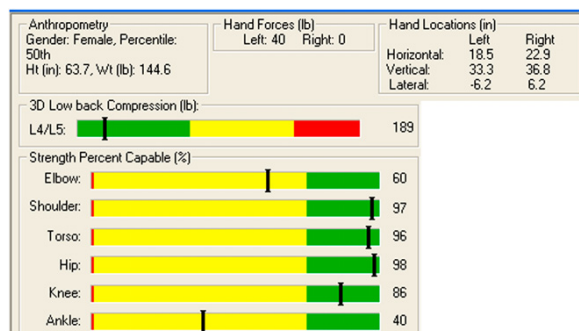 Anthropometry
Gender: Female, Percentile:
50th
Ht (in): 63.7, Wt (lb): 144.6
Hand Forces (lb)
Left: 40 Right: 0
Hand Locations (in)
Left Right
Horizontal: 18.5 22.9
Vertical: 33.3 36.8
Lateral: -6.2 6.2
3D Low back Compression (lb):
L4/L5: 189
Strength Percent Capable (%)
Elbow: 60
Shoulder: 97
Torso: 96
Hip: 98
Knee: 86
Ankle: 40